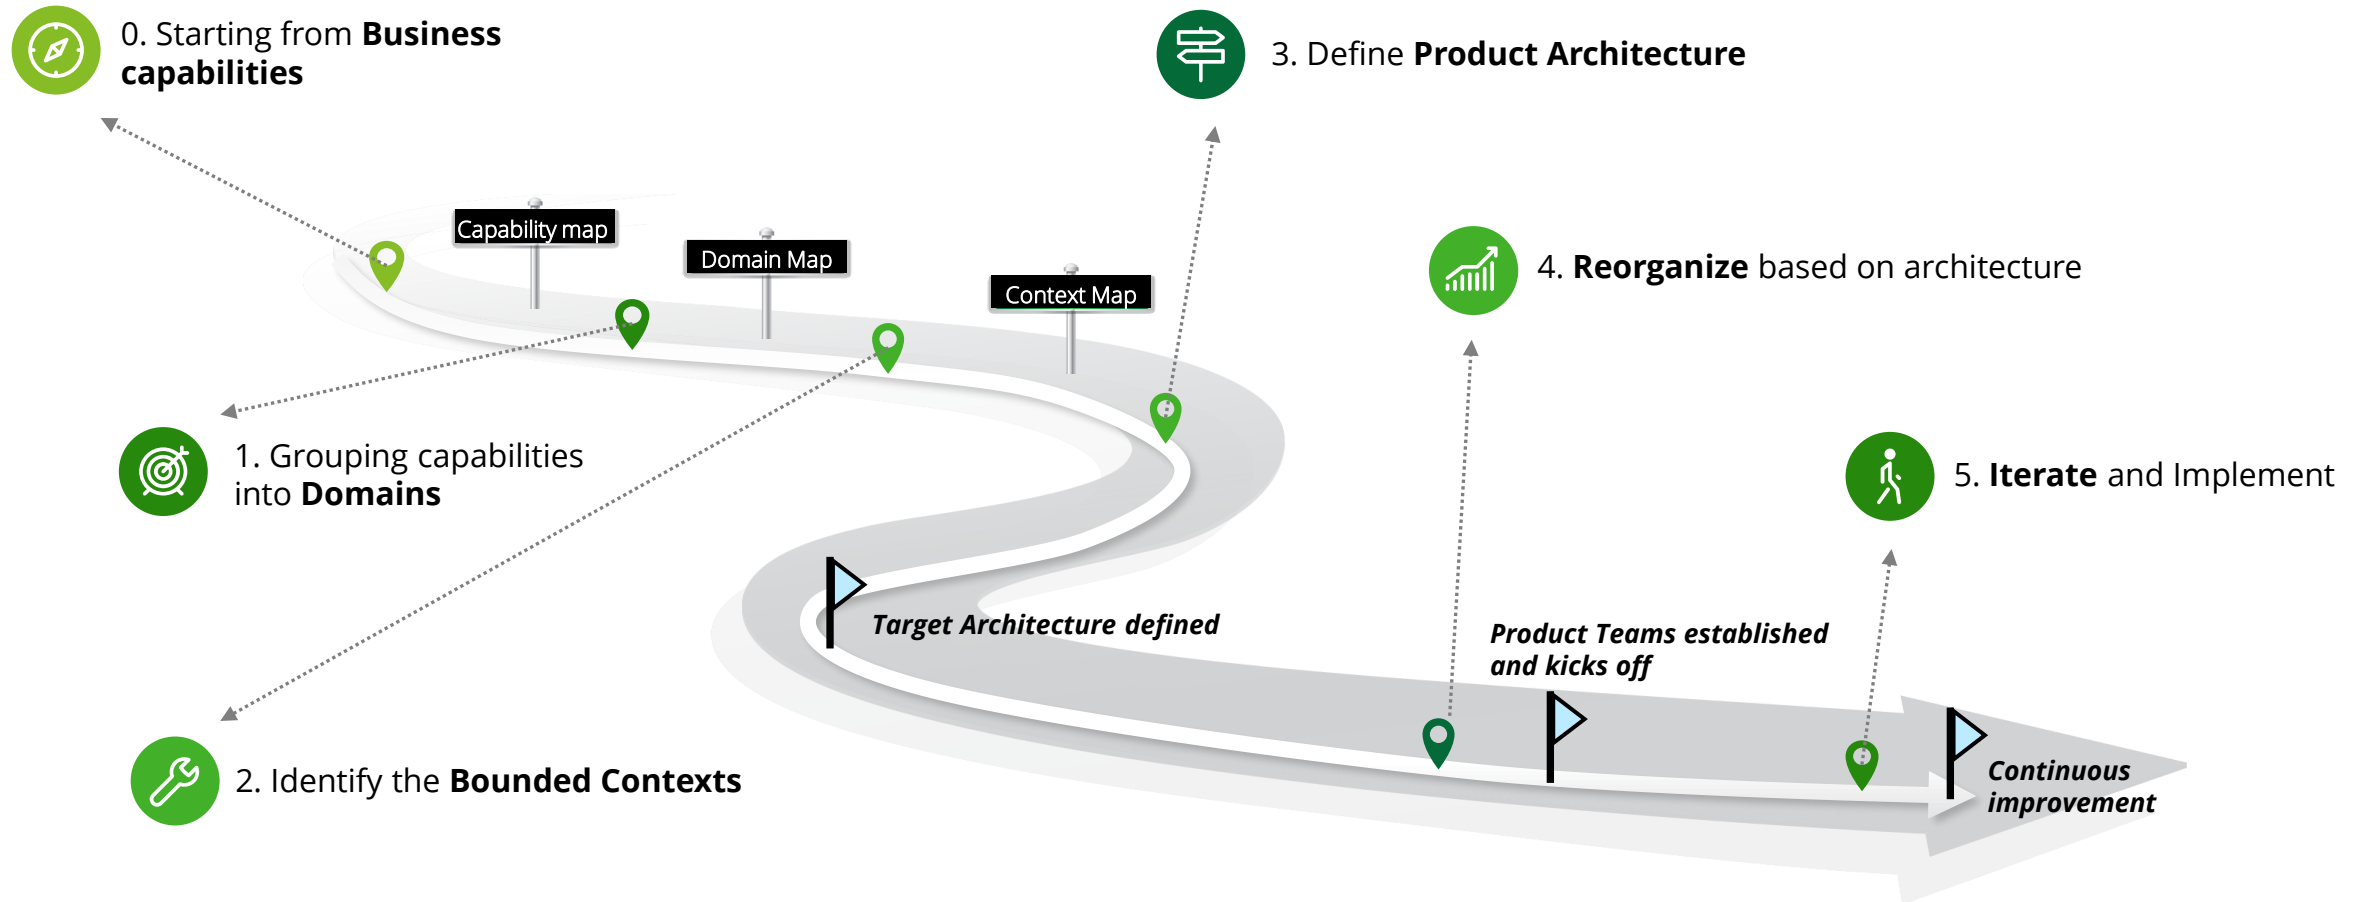 0. Starting from Business
capabilities
3. Define Product Architecture
Capability map
Domain Map
Context Map
4. Reorganize based on architecture
1. Grouping capabilities
into Domains
5. Iterate and Implement
Target Architecture defined
Product Teams established
and kicks off
2. Identify the Bounded Contexts
Continuous
improvement